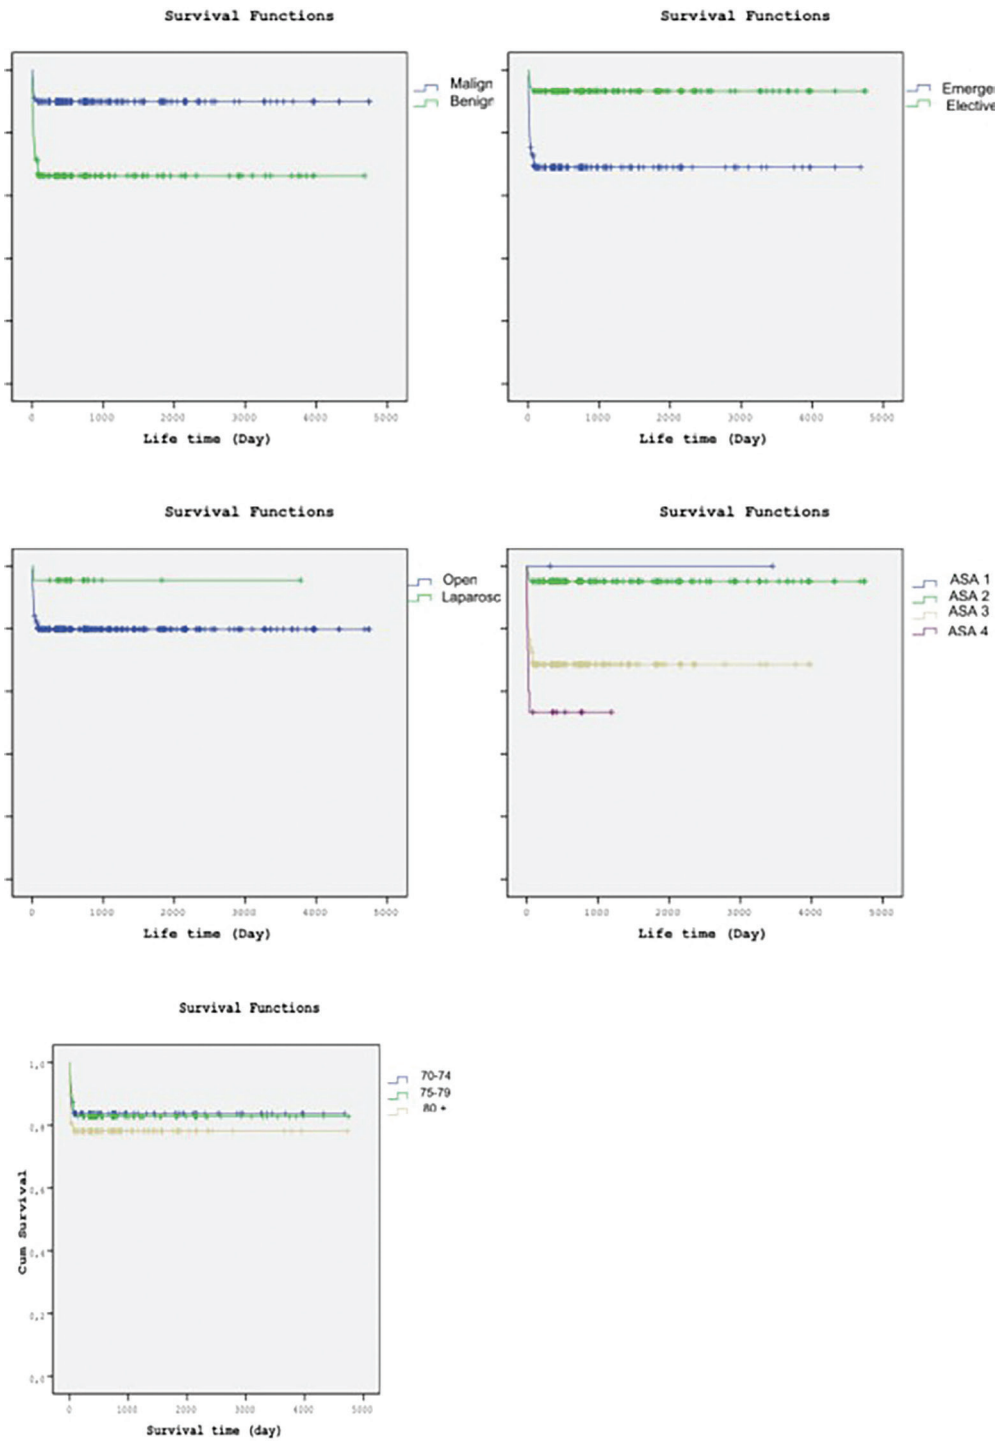 Survival Functions
Malign
Benign
0 1000 2000 3000 4000 5000
Life time (Day)
Survival Functions
Emerger
Elective
0 1000 2000 3000 4000 5000
Life time (Day)
Survival Functions
Open
Laparosc
0 1000 2000 3000 4000 5000
Life time (Day)
Survival Functions
ASA 1
ASA 2
ASA 3
ASA 4
0 1000 2000 3000 4000 5000
Life time (Day)
Survival Functions
70-74
75-79
80 +
Cum Survival
1,0
0,8
0,6
0,4
0,2
0,0
0 1000 2000 3000 4000 5000
Survival time (day)